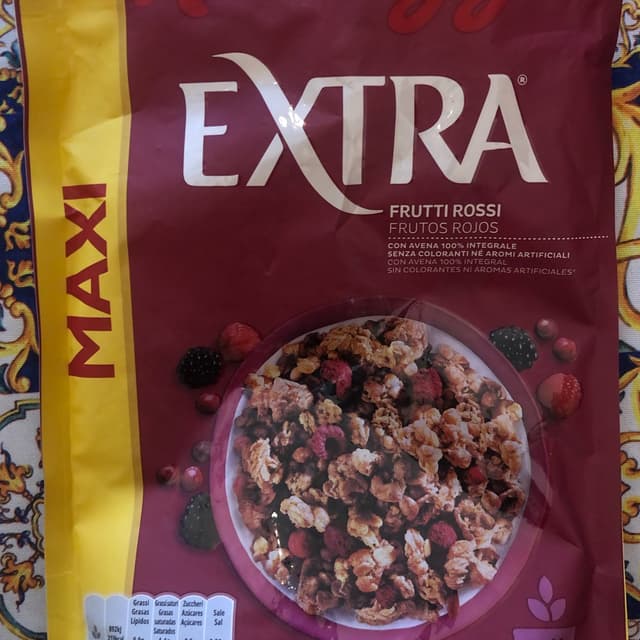 EXTRA®
FRUTTI ROSSI
FRUTOS ROJOS
CON AVENA 100% INTEGRALE
SENZA COLORANTI NÉ AROMI ARTIFICIALI
CON AVENA 100% INTEGRAL
SIN COLORANTES NI AROMAS ARTIFICIALES*
MAXI
Grassi
Grasas
Lípidos
Grassi saturi
Grasas
saturadas
Saturados
Zuccheri
Azúcares
Açúcares
Sale
Sal